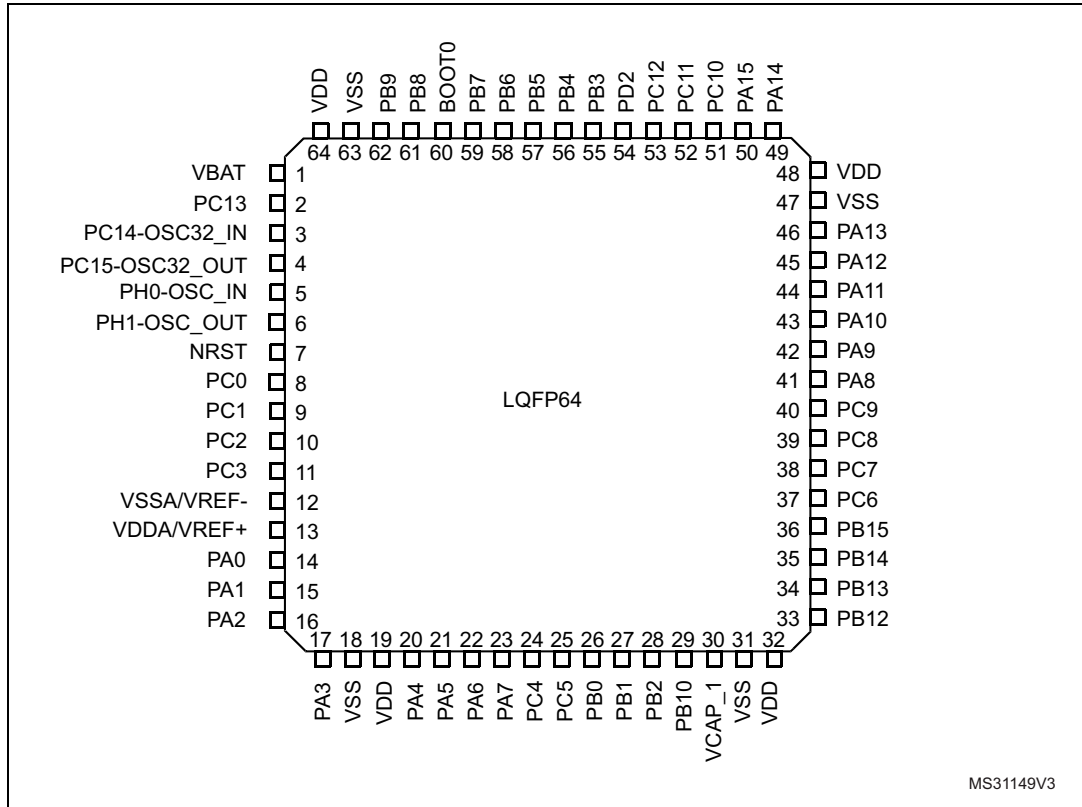 VDD
VSS
PB9
PB8
BOOT0
PB7
PB6
PB5
PB4
PB3
PD2
PC12
PC11
PC10
PA15
PA14
64 63 62 61 60 59 58 57 56 55 54 53 52 51 50 49
VBAT 1 48 VDD
PC13 2 47 VSS
PC14-OSC32_IN 3 46 PA13
PC15-OSC32_OUT 4 45 PA12
PH0-OSC_IN 5 44 PA11
PH1-OSC_OUT 6 43 PA10
NRST 7 42 PA9
PC0 8 41 PA8
LQFP64
PC1 9 40 PC9
PC2 10 39 PC8
PC3 11 38 PC7
VSSA/VREF- 12 37 PC6
VDDA/VREF+ 13 36 PB15
PA0 14 35 PB14
PA1 15 34 PB13
PA2 16 33 PB12
17 18 19 20 21 22 23 24 25 26 27 28 29 30 31 32
PA3
VSS
VDD
PA4
PA5
PA6
PA7
PC4
PC5
PB0
PB1
PB2
PB10
VCAP_1
VSS
VDD
MS31149V3